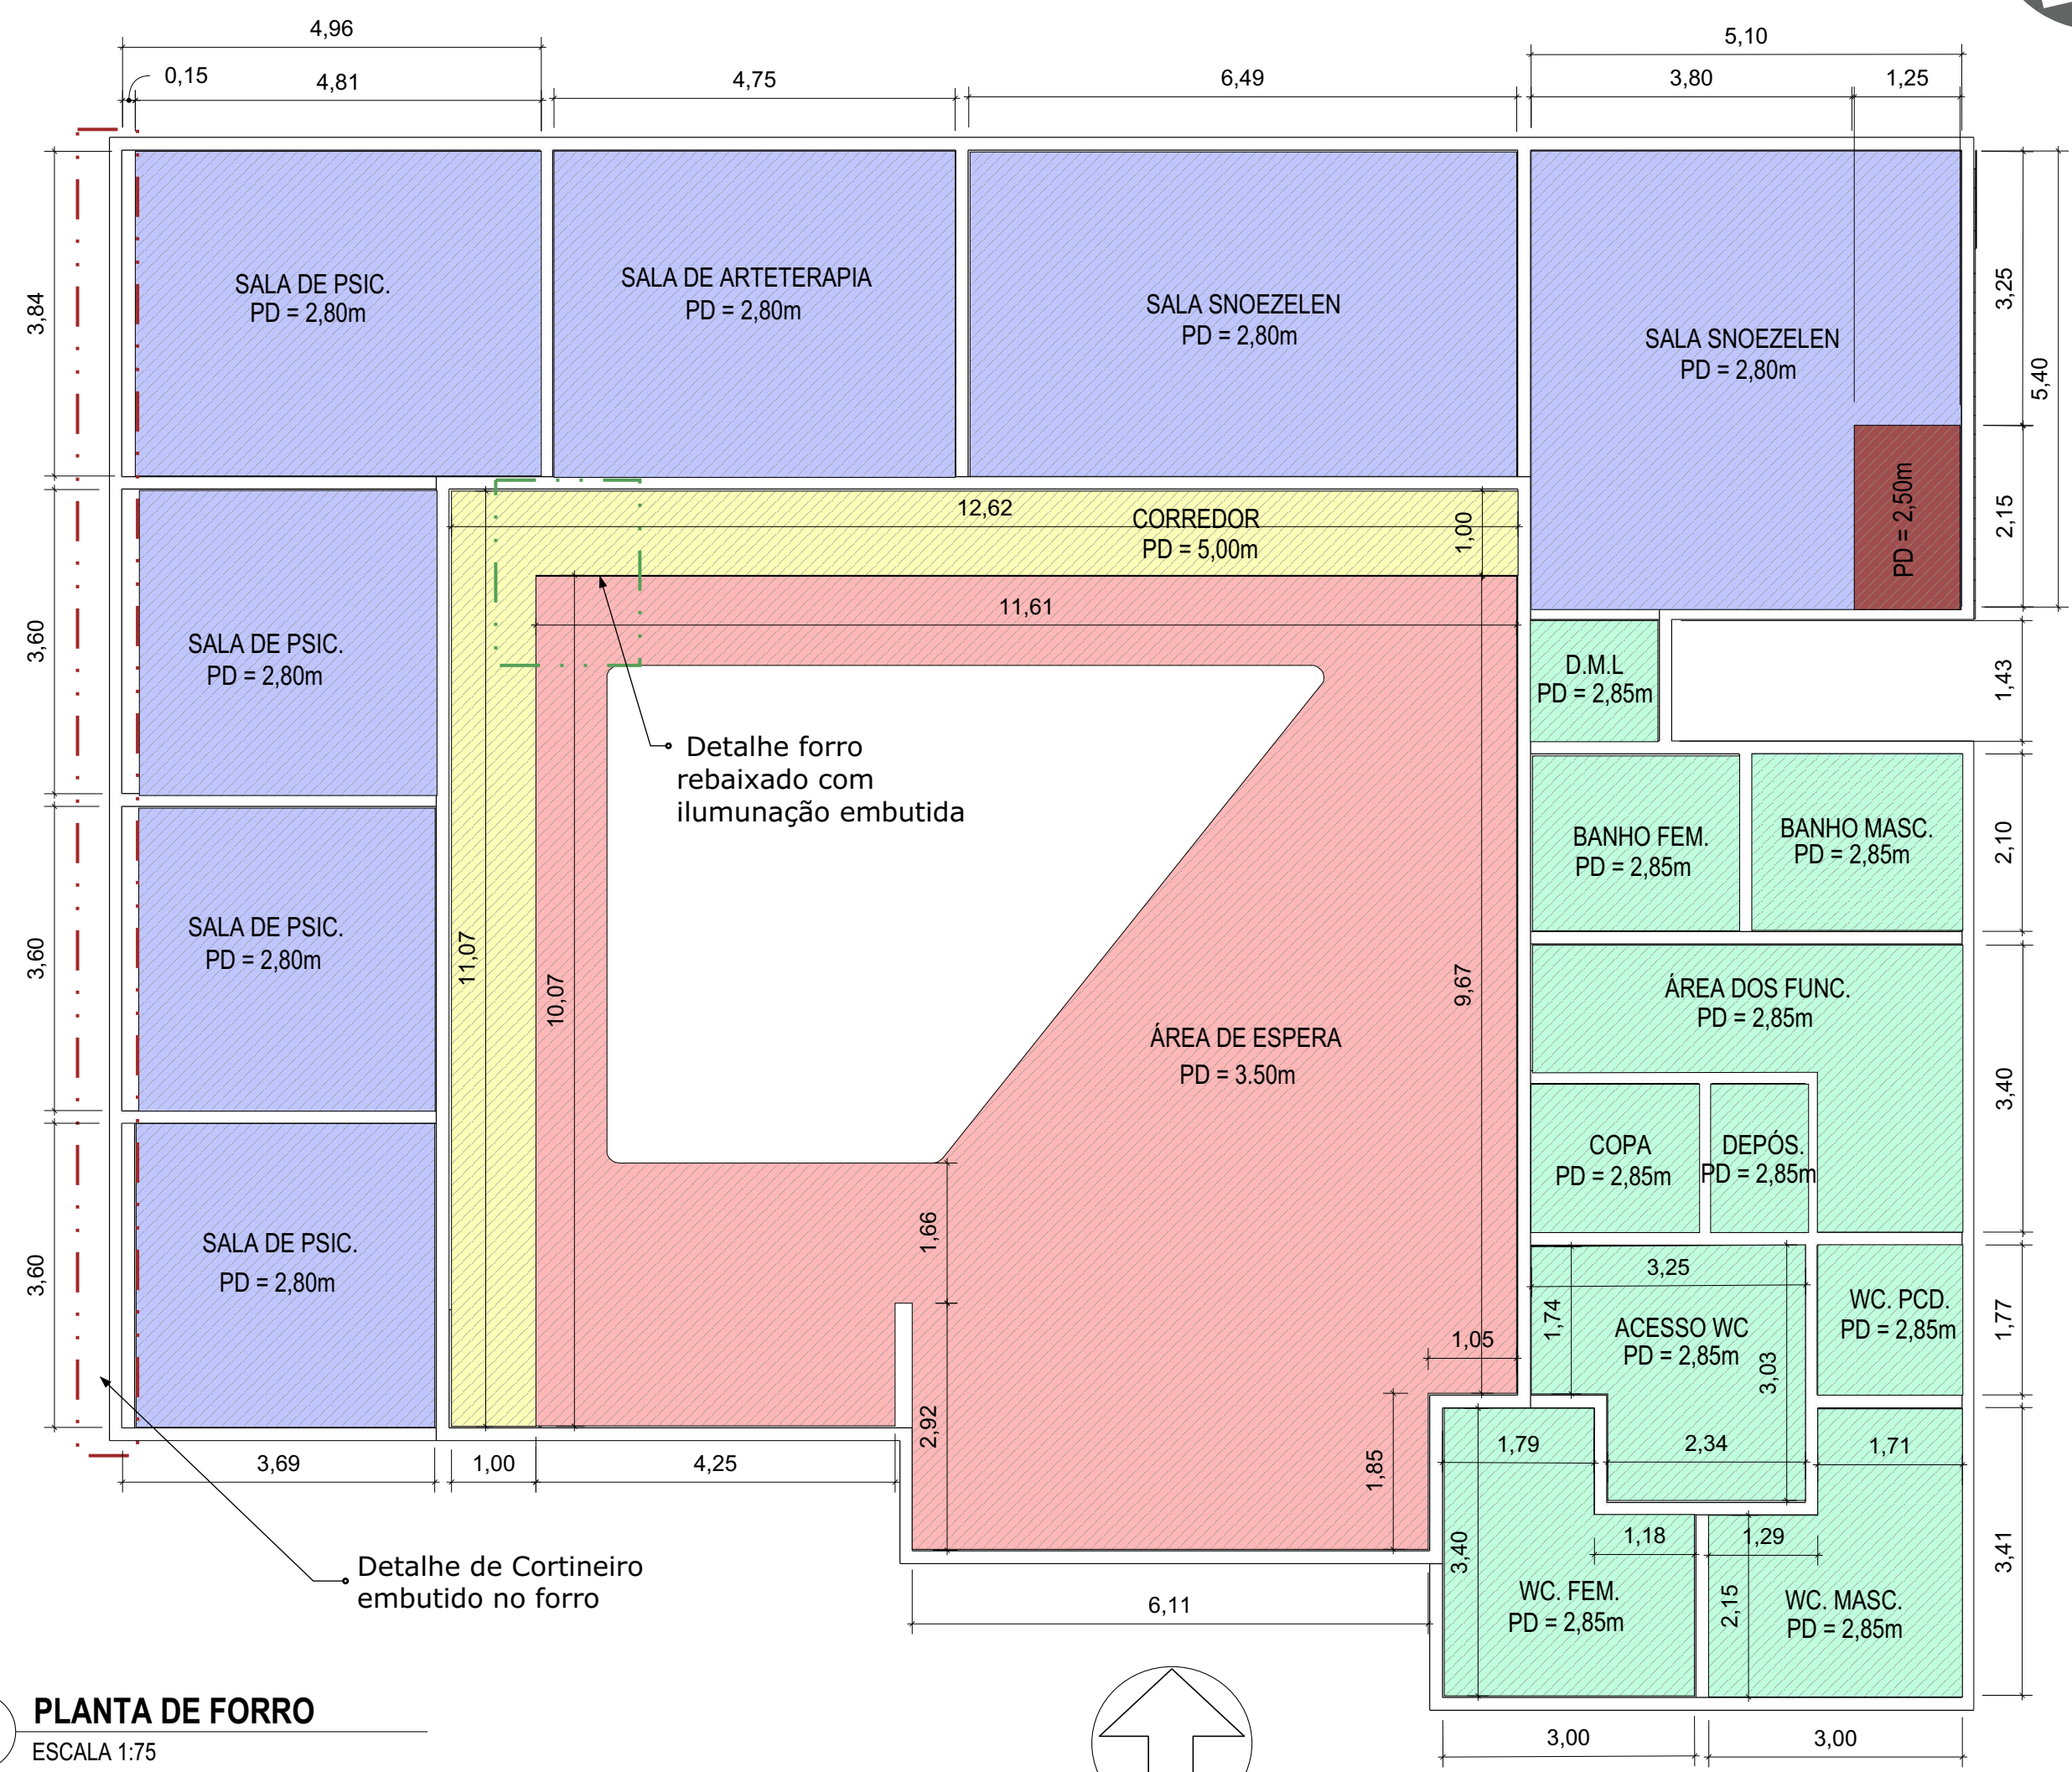 4,96
5,10
0,15
4,81
4,75
6,49
3,80
1,25
3,84
SALA DE PSIC.
PD = 2,80m
SALA DE ARTETERAPIA
PD = 2,80m
SALA SNOEZELEN
PD = 2,80m
SALA SNOEZELEN
PD = 2,80m
3,25
5,40
PD = 2,50m
2,15
12,62
CORREDOR
PD = 5,00m
1,00
11,61
3,60
SALA DE PSIC.
PD = 2,80m
D.M.L
PD = 2,85m
1,43
Detalhe forro
rebaixado com
ilumunação embutida
BANHO FEM.
PD = 2,85m
BANHO MASC.
PD = 2,85m
2,10
3,60
SALA DE PSIC.
PD = 2,80m
11,07
10,07
9,67
ÁREA DE ESPERA
PD = 3.50m
ÁREA DOS FUNC.
PD = 2,85m
3,40
COPA
PD = 2,85m
DEPÓS.
PD = 2,85m
3,60
SALA DE PSIC.
PD = 2,80m
1,66
3,25
1,74
ACESSO WC
PD = 2,85m
3,03
WC. PCD.
PD = 2,85m
1,77
1,05
2,92
1,85
3,69
1,00
4,25
1,79
2,34
1,71
3,40
1,18
1,29
2,15
3,41
WC. FEM.
PD = 2,85m
WC. MASC.
PD = 2,85m
Detalhe de Cortineiro
embutido no forro
6,11
3,00
3,00
PLANTA DE FORRO
ESCALA 1:75